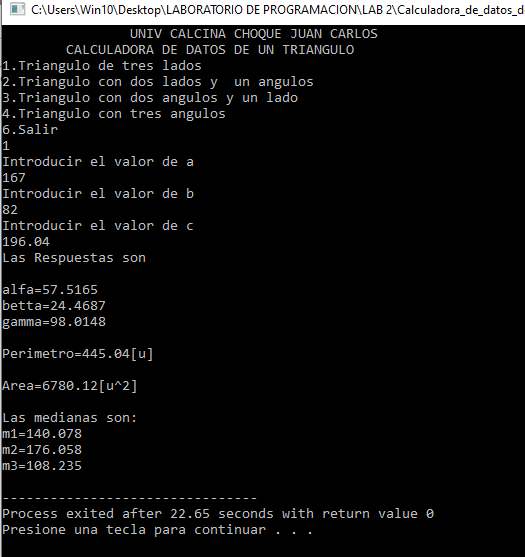 C:\Users\Win10\Desktop\LABORATORIO DE PROGRAMACION\LAB 2\Calculadora_de_datos_d
UNIV CALCINA CHOQUE JUAN CARLOS
CALCULADORA DE DATOS DE UN TRIANGULO
1.Triangulo de tres lados
2.Triangulo con dos lados y  un angulos
3.Triangulo con dos angulos y un lado
4.Triangulo con tres angulos
6.Salir
1
Introducir el valor de a
167
Introducir el valor de b
82
Introducir el valor de c
196.04
Las Respuestas son
alfa=57.5165
betta=24.4687
gamma=98.0148
Perimetro=445.04[u]
Area=6780.12[u^2]
Las medianas son:
m1=140.078
m2=176.058
m3=108.235
--------------------------------
Process exited after 22.65 seconds with return value 0
Presione una tecla para continuar . . .